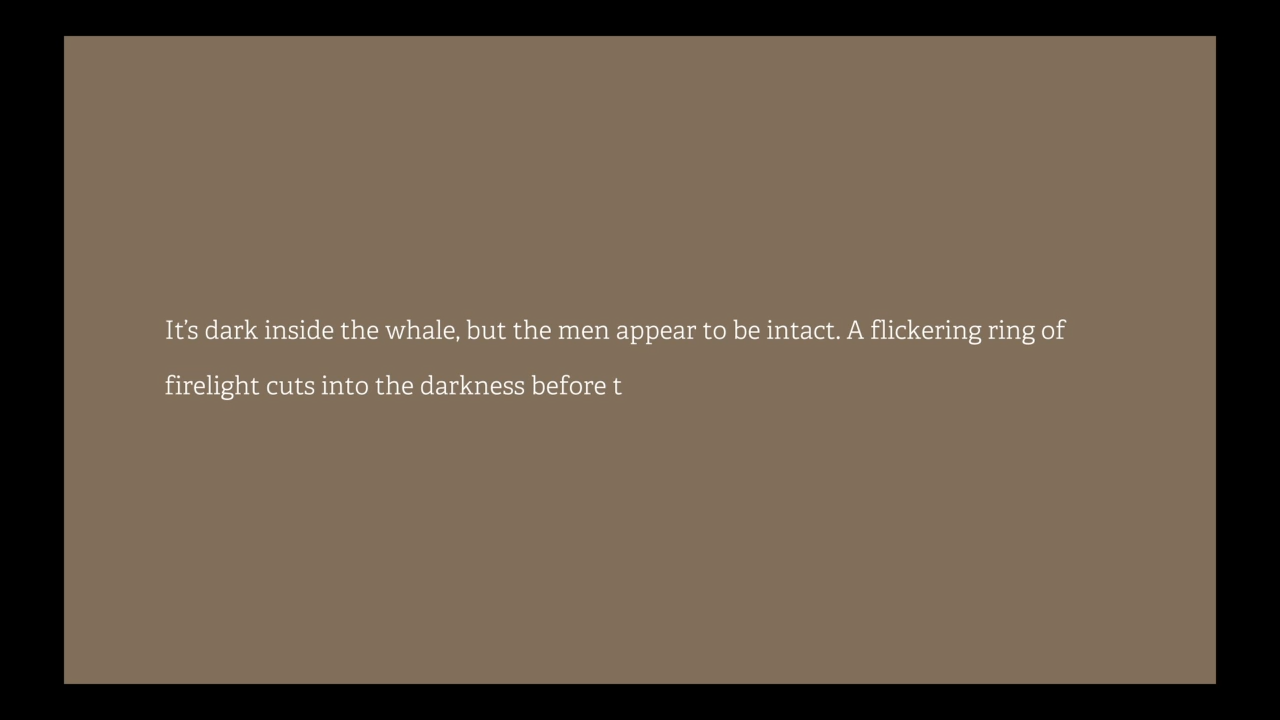 It’s dark inside the whale, but the men appear to be intact. A flickering ring of
firelight cuts into the darkness before t